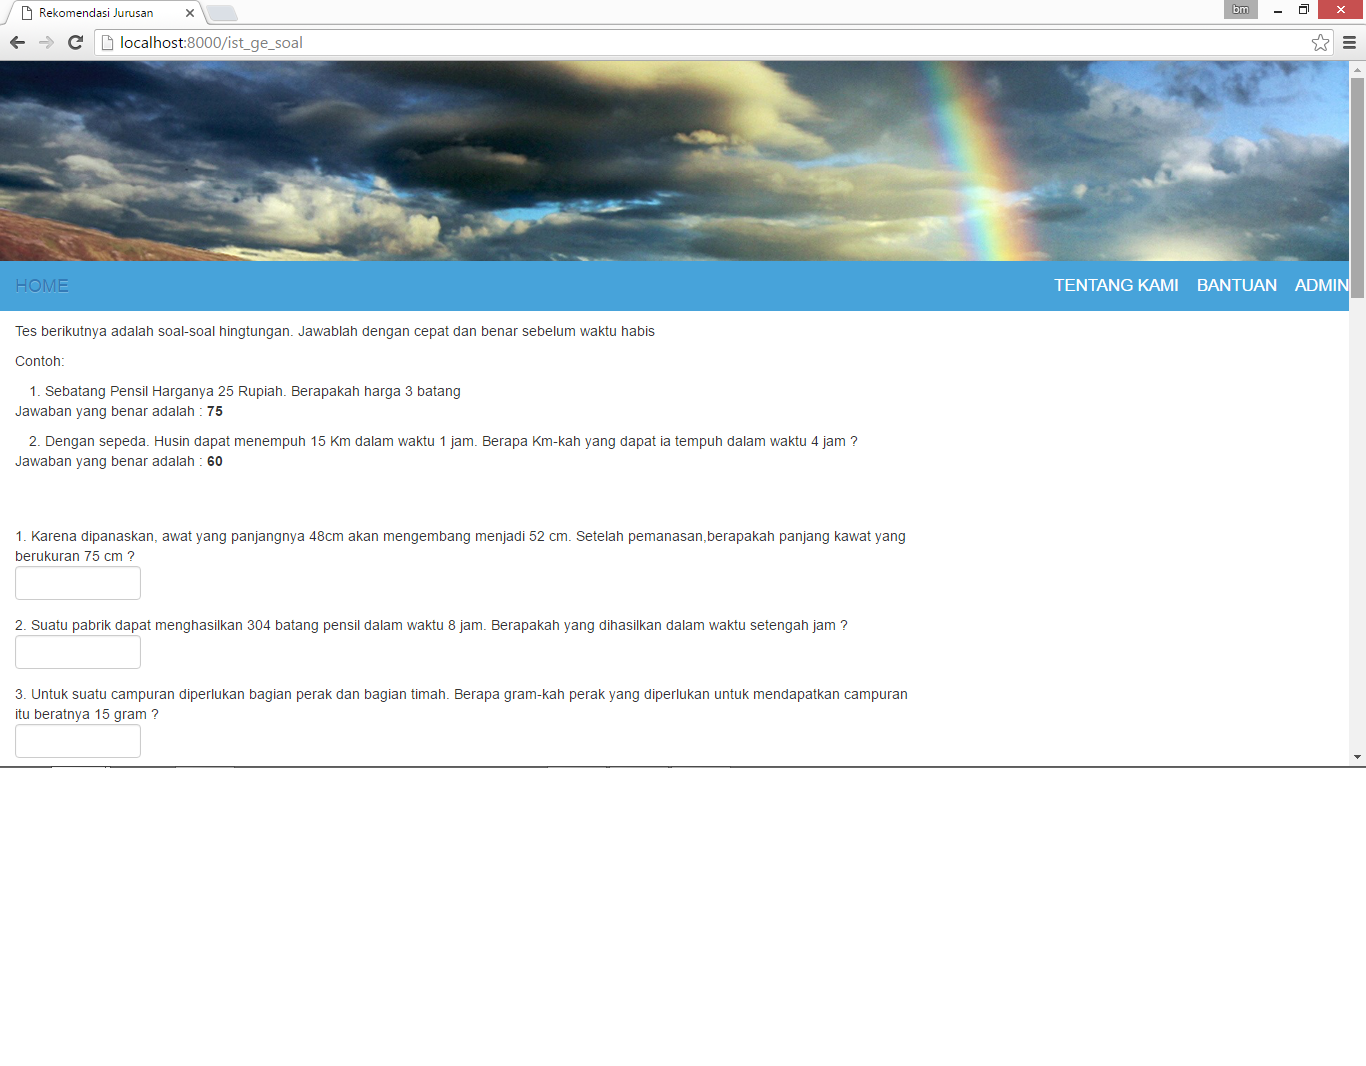 Rekomendasi Jurusan
bm
localhost:8000/ist_ge_soal
HOME TENTANG KAMI BANTUAN ADMIN
Tes berikutnya adalah soal-soal hingtungan. Jawablah dengan cepat dan benar sebelum waktu habis
Contoh:
1. Sebatang Pensil Harganya 25 Rupiah. Berapakah harga 3 batang
Jawaban yang benar adalah : 75
2. Dengan sepeda. Husin dapat menempuh 15 Km dalam waktu 1 jam. Berapa Km-kah yang dapat ia tempuh dalam waktu 4 jam ?
Jawaban yang benar adalah : 60
1. Karena dipanaskan, awat yang panjangnya 48cm akan mengembang menjadi 52 cm. Setelah pemanasan,berapakah panjang kawat yang
berukuran 75 cm ?
2. Suatu pabrik dapat menghasilkan 304 batang pensil dalam waktu 8 jam. Berapakah yang dihasilkan dalam waktu setengah jam ?
3. Untuk suatu campuran diperlukan bagian perak dan bagian timah. Berapa gram-kah perak yang diperlukan untuk mendapatkan campuran
itu beratnya 15 gram ?